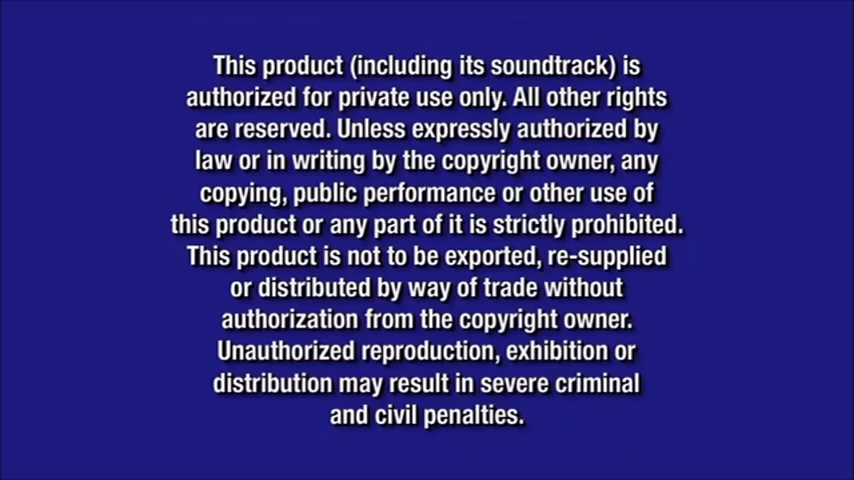 This product (including its soundtrack) is
authorized for private use only. All other rights
are reserved. Unless expressly authorized by
law or in writing by the copyright owner, any
copying, public performance or other use of
this product or any part of it is strictly prohibited.
This product is not to be exported, re-supplied
or distributed by way of trade without
authorization from the copyright owner.
Unauthorized reproduction, exhibition or
distribution may result in severe criminal
and civil penalties.